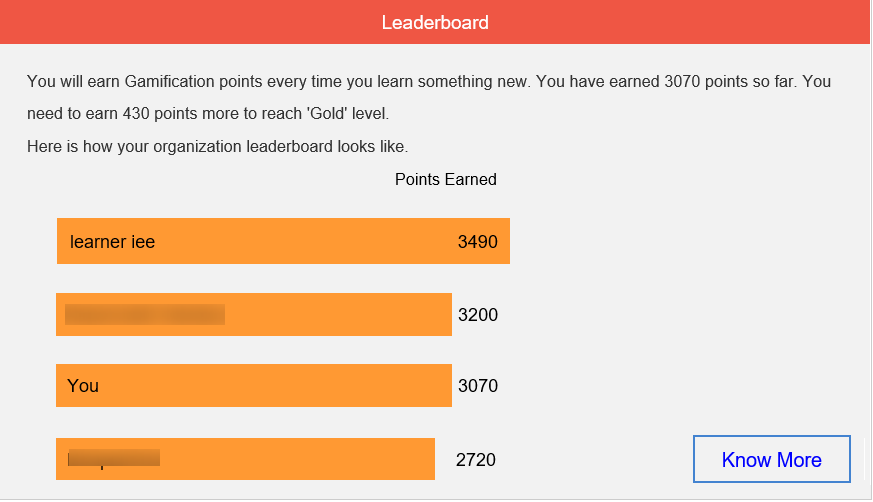 Leaderboard
You will earn Gamification points every time you learn something new. You have earned 3070 points so far. You
need to earn 430 points more to reach 'Gold' level.
Here is how your organization leaderboard looks like.
Points Earned
learner iee 3490
3200
You 3070
2720
Know More